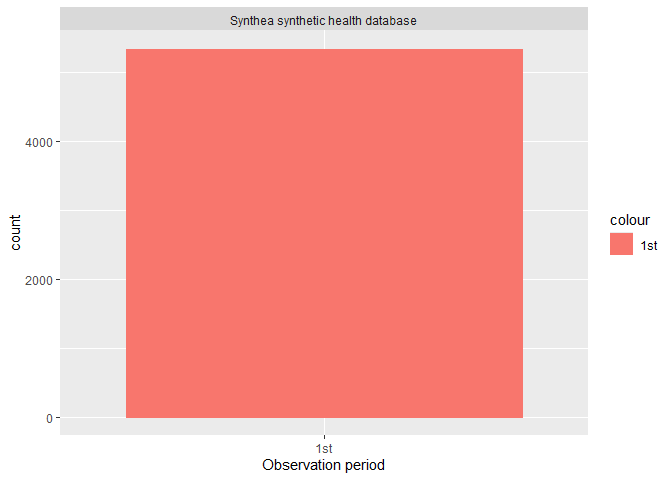 Synthea synthetic health database
4000
2000
0
count
1st
Observation period
colour
1st